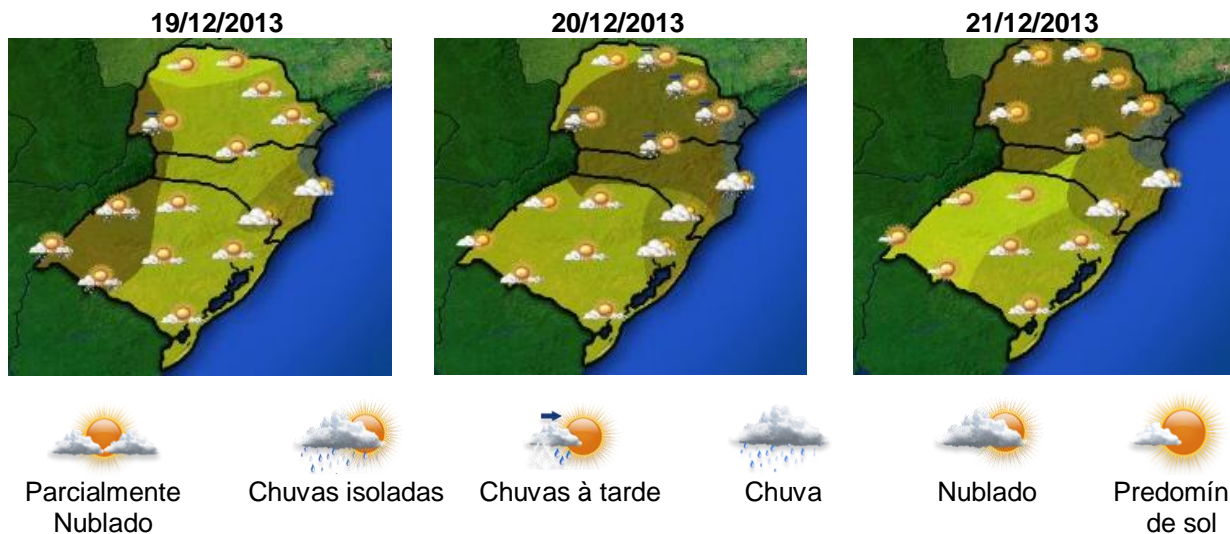 19/12/2013 20/12/2013 21/12/2013
Parcialmente Nublado
Chuvas isoladas
Chuvas à tarde
Chuva
Nublado
Predomín
de sol